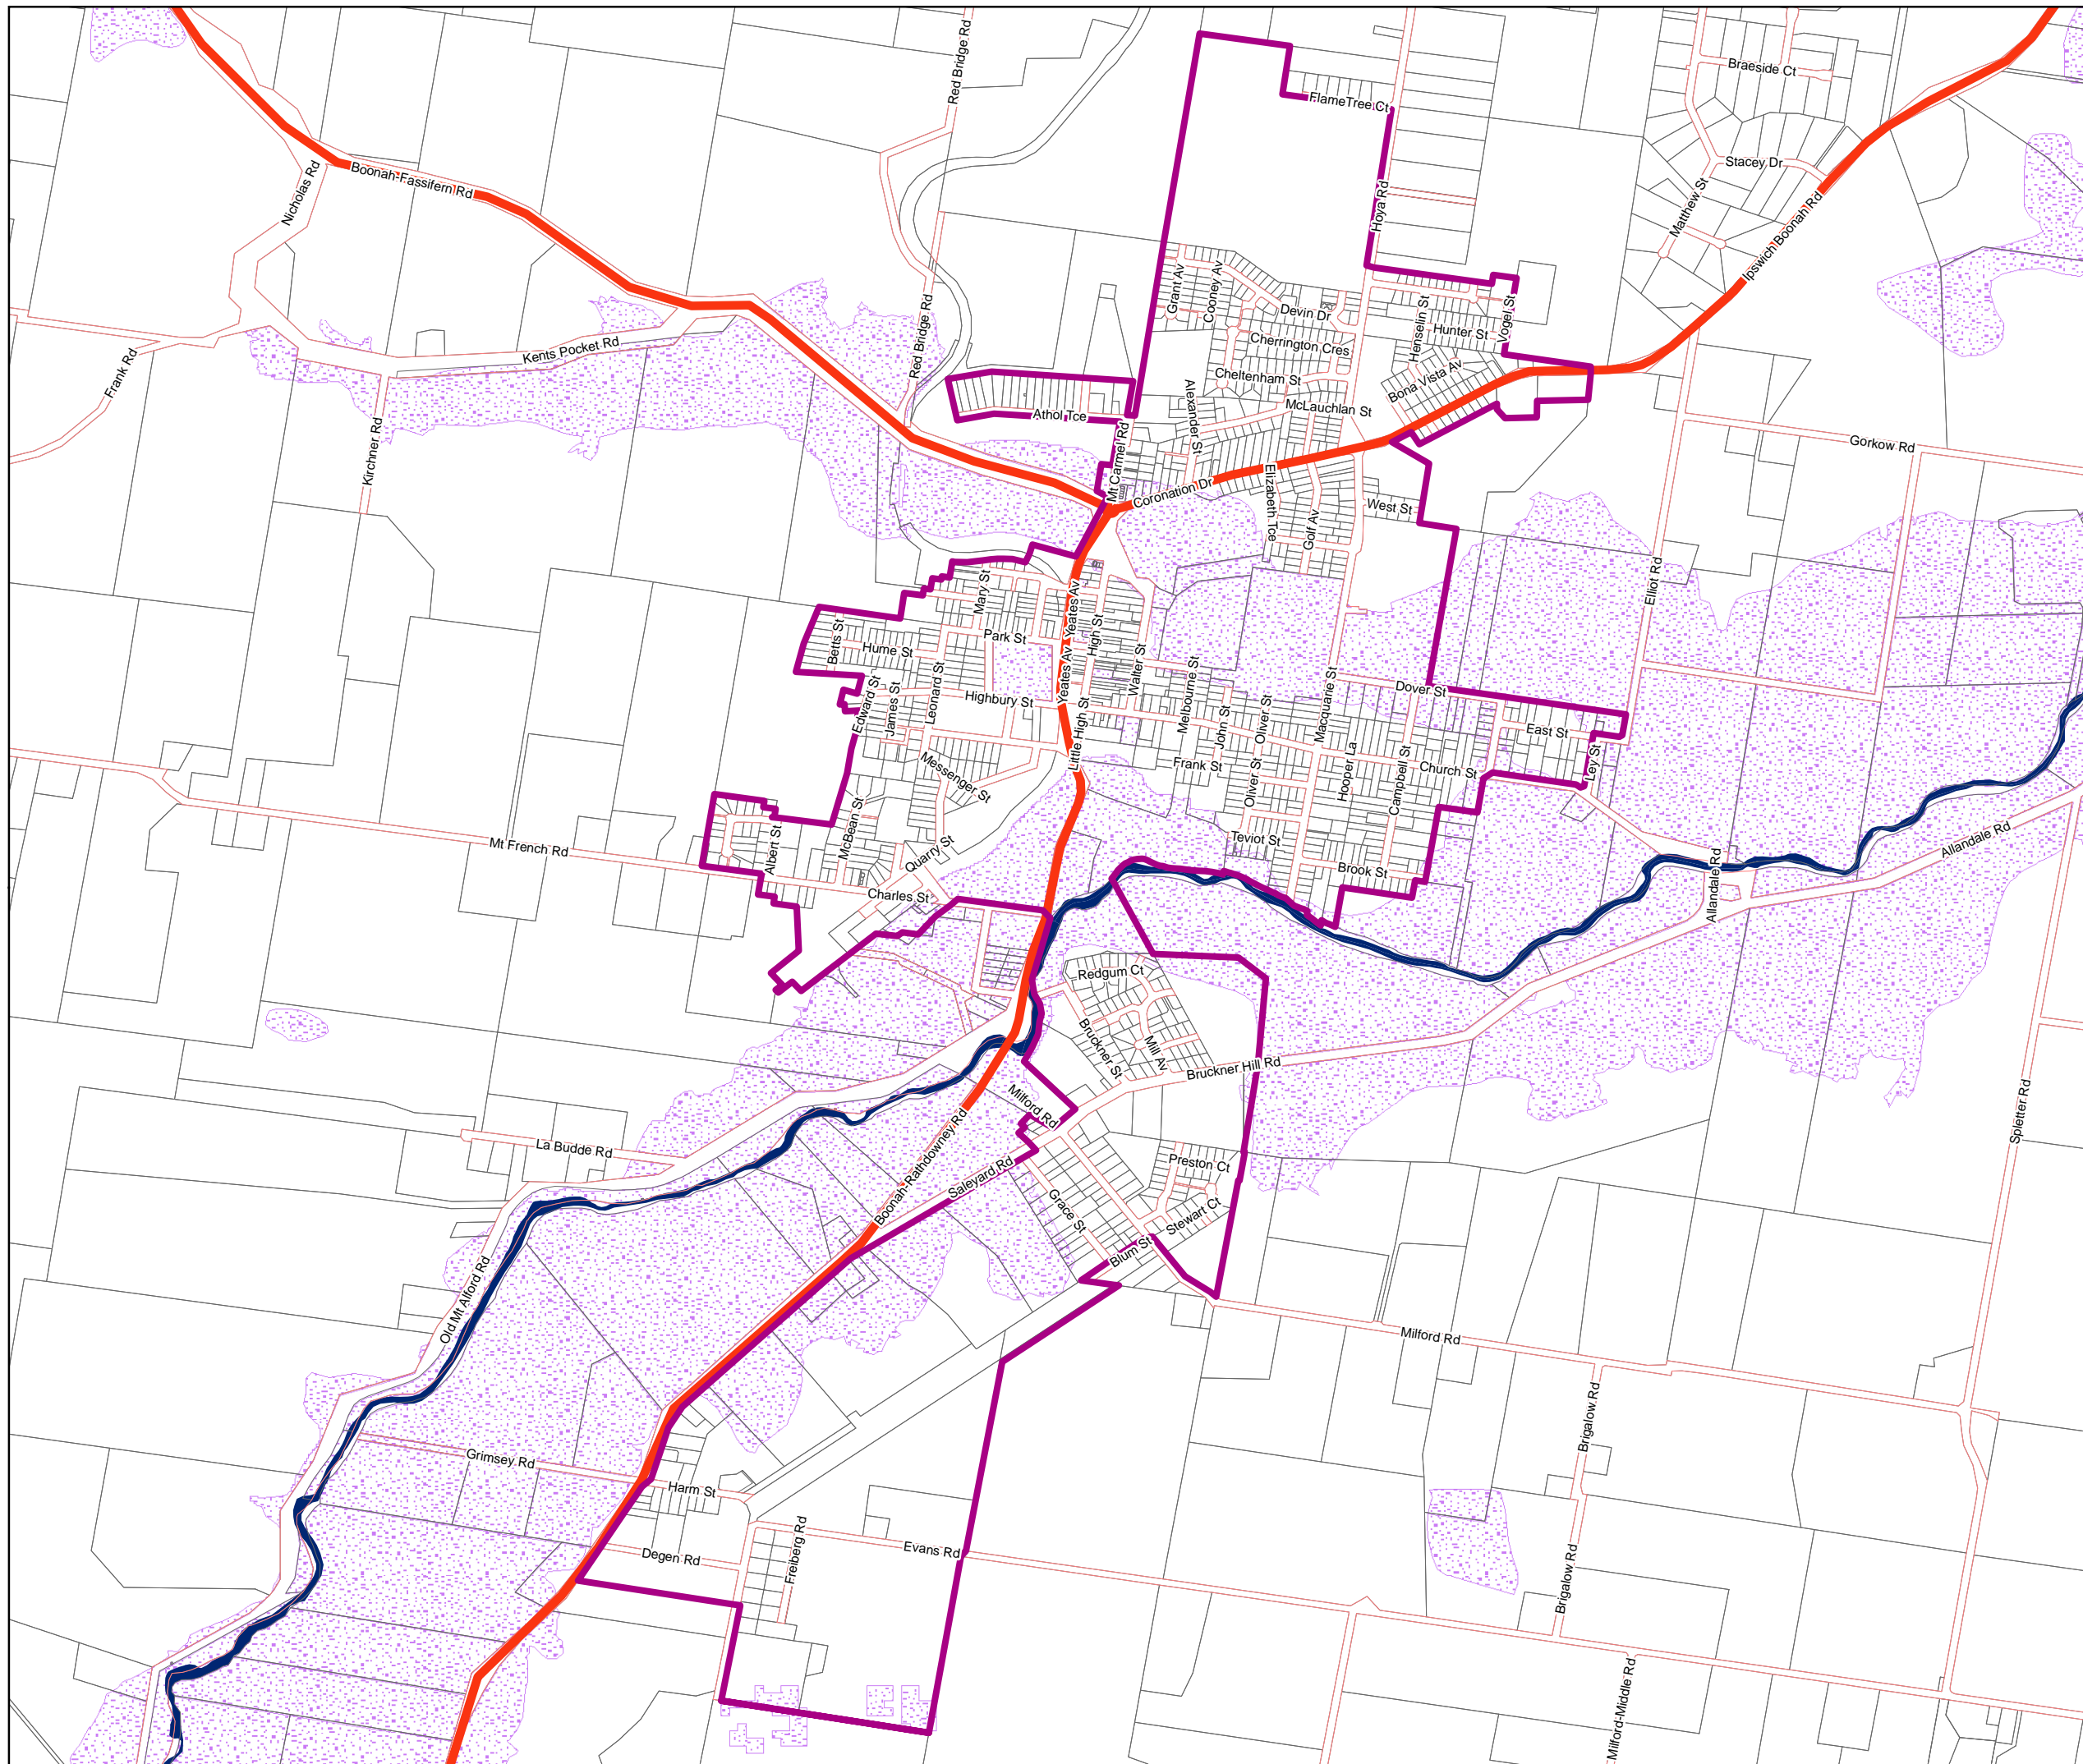 Red Bridge Rd
Braeside Ct
FlameTree Ct
Stacey Dr
Nicholas Rd
Boonah-Fassifern Rd
Hoya Rd
Matthew St
Ipswich Boonah Rd
Grant Av
Cooney Av
Devin Dr
Henselin St
Hunter St
Vogel St
Cherrington Cres
Kents Pocket Rd
Red Bridge Rd
Frank Rd
Cheltenham St
Bona Vista Av
Athol Tce
Alexander St
McLauchlan St
Kirchner Rd
Mt Carmel Rd
Gorkow Rd
Coronation Dr
Elizabeth Tce
Golf Av
West St
Elliot Rd
Mary St
Yeates Av
Park St
High St
Betts St
Hume St
Leonard St
Yeates Av
Walter St
Melbourne St
Macquarie St
Dover St
Edward St
James St
Highbury St
Little High St
John St
Oliver St
East St
Messenger St
Frank St
Oliver St
Hooper La
Campbell St
Church St
Ley St
Mt French Rd
Albert St
McBean St
Quarry St
Teviot St
Brook St
Charles St
Allandale Rd
Allandale Rd
Redgum Ct
Bruckner St
Mill Av
Bruckner Hill Rd
Milford Rd
La Budde Rd
Boonah-Rathdowney Rd
Saleyard Rd
Preston Ct
Grace St
Stewart Ct
Blum St
Spletter Rd
Old Mt Alford Rd
Milford Rd
Brigalow Rd
Grimsey Rd
Harm St
Degen Rd
Freiberg Rd
Evans Rd
Brigalow Rd
Milford-Middle Rd